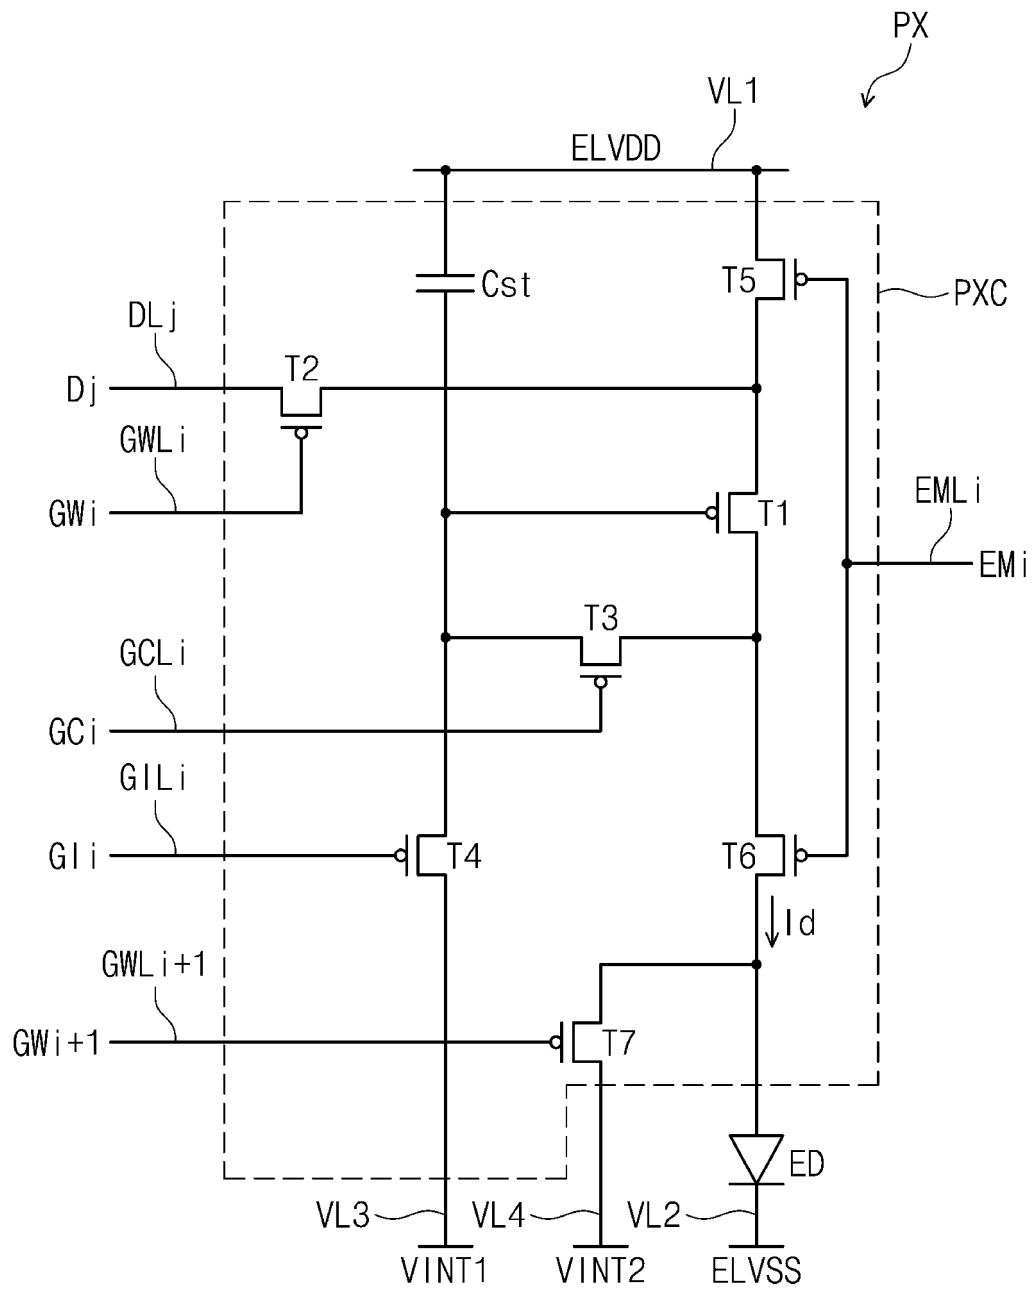 PX
VL1
ELVDD
T5
Cst
PXC
DLj
T2
Dj
GWLi
GWi
T1
EMLi
EMi
T3
GCLi
GCi
GILi
GIi
T4
T6
Id
GWLi+1
GWi+1
T7
ED
VL3
VL4
VL2
VINT1
VINT2
ELVSS